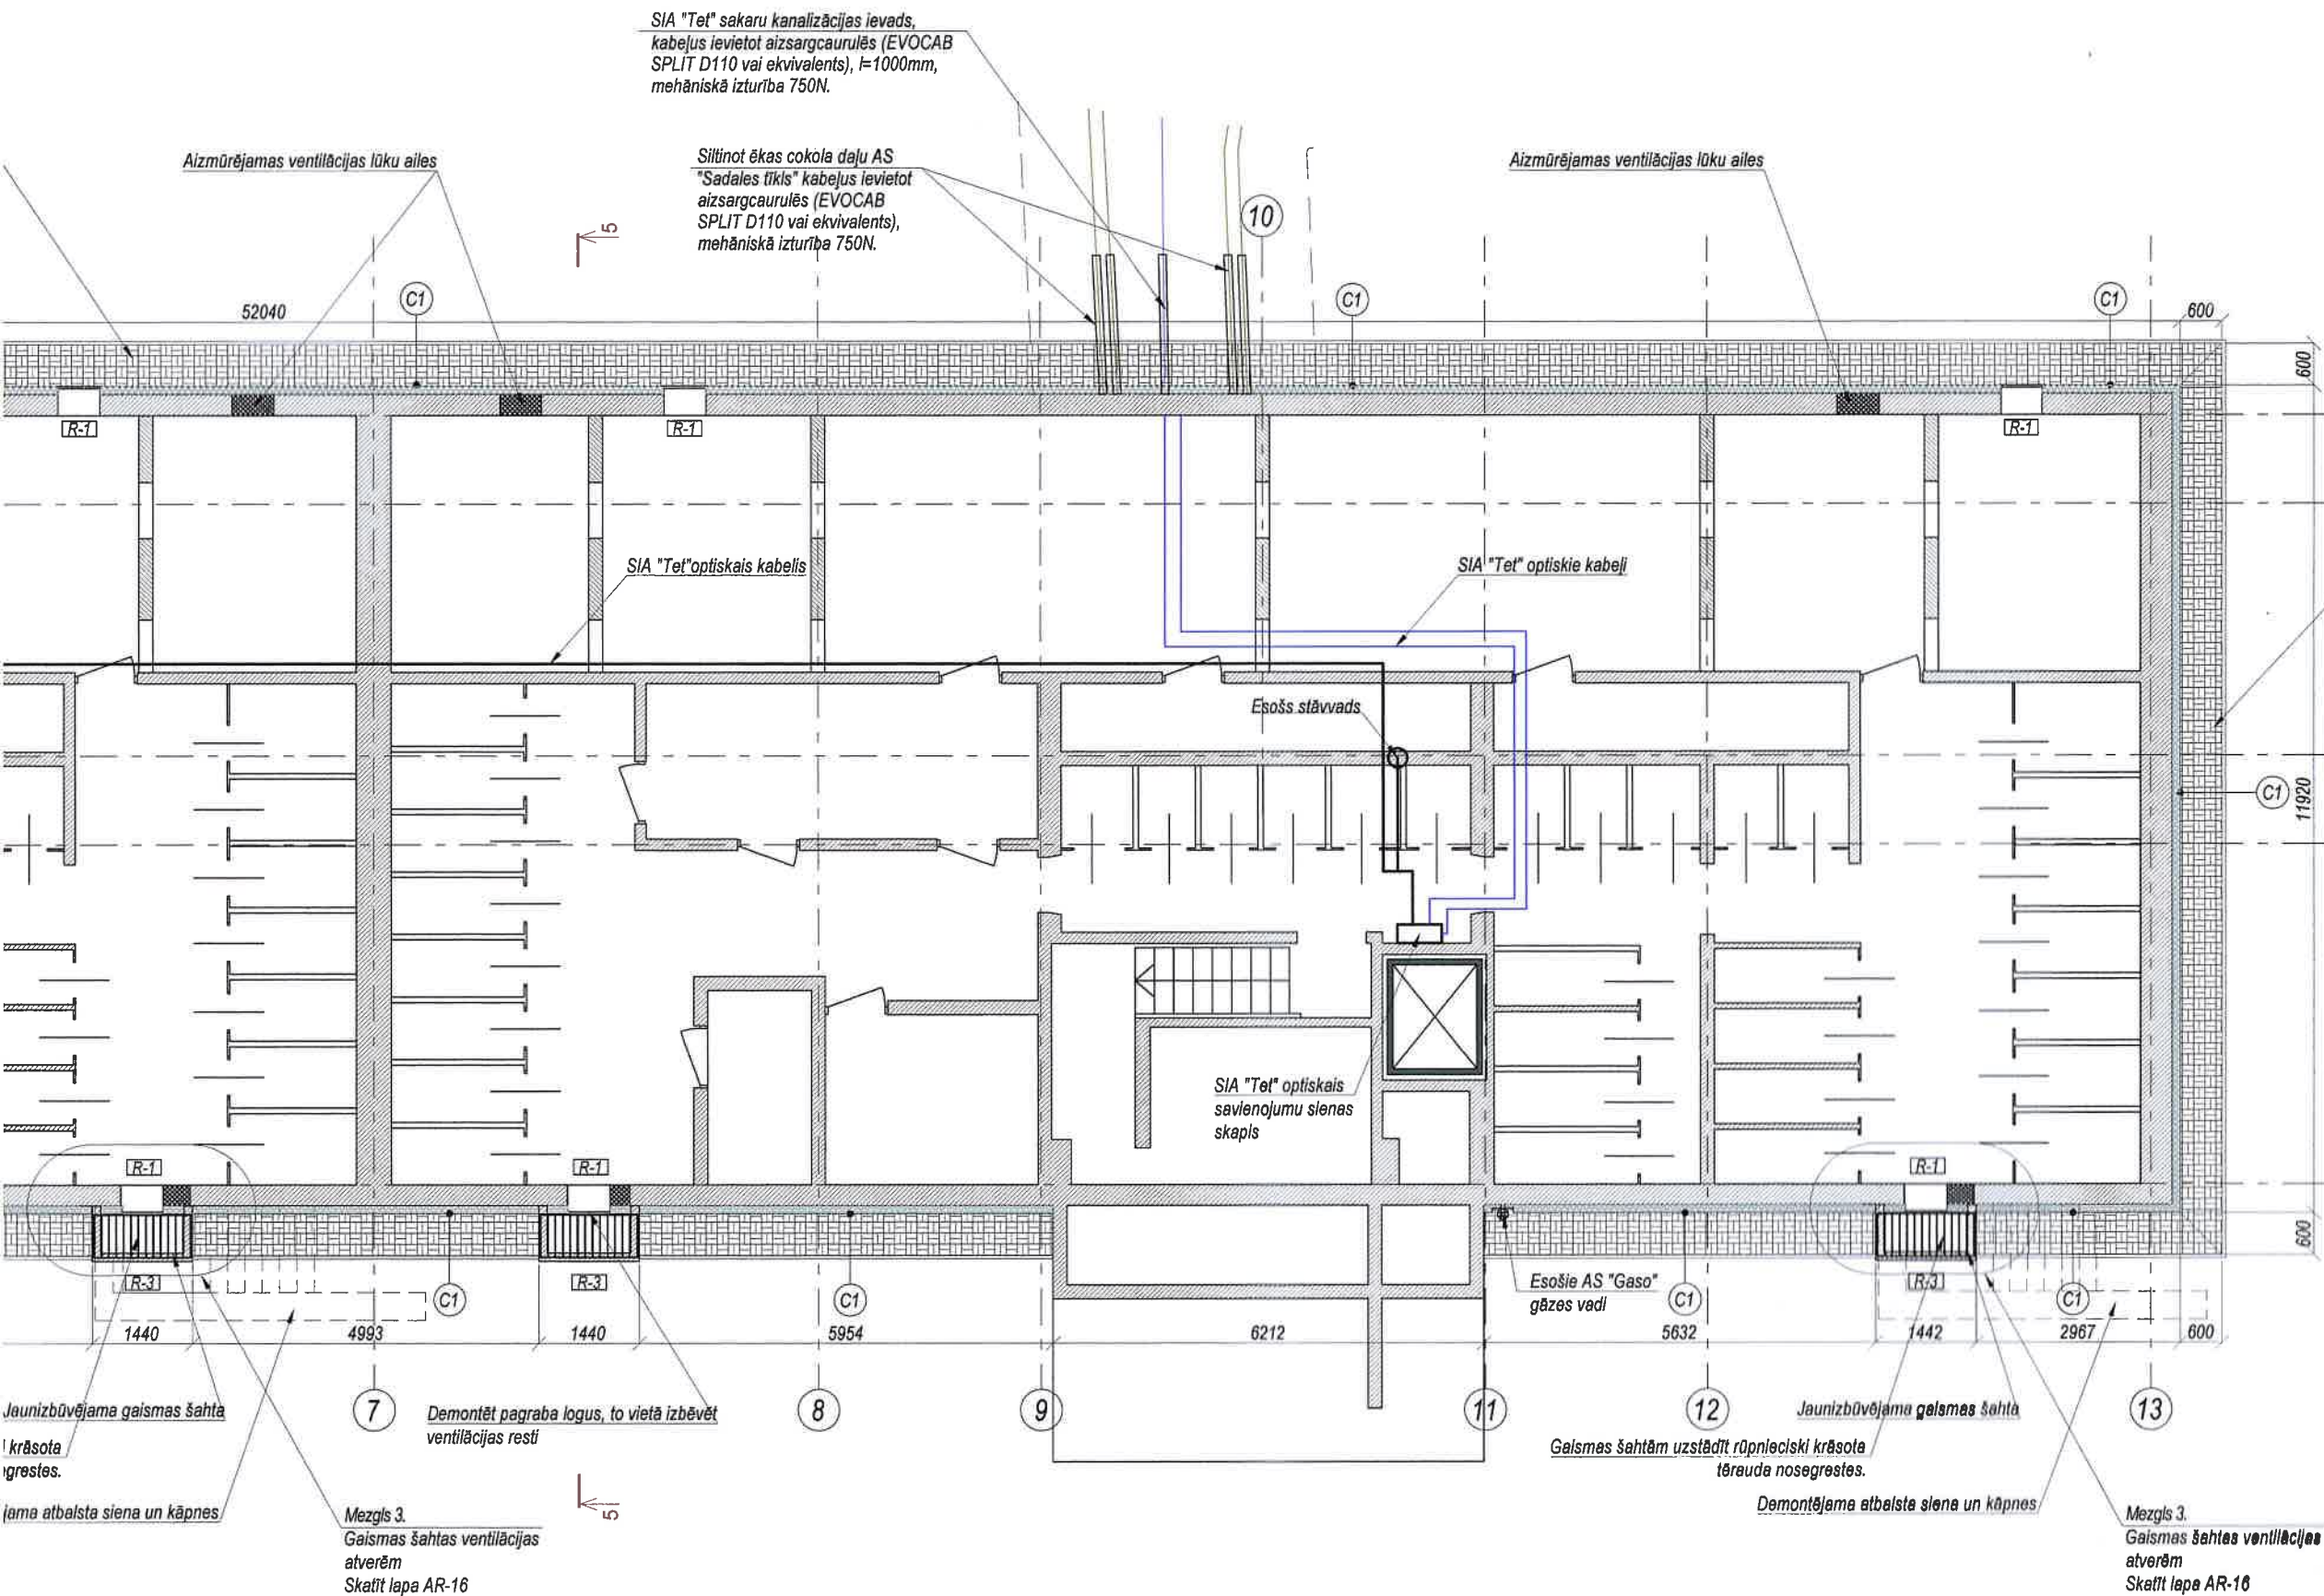 SIA "Tet" sakaru kanalizācijas ievads,
kabeļus ievietot aizsargcaurulēs (EVOCAB
SPLIT D110 vai ekvivalents), l=1000mm,
mehāniskā izturība 750N.
Aizmūrējamas ventilācijas lūku ailes
Siltinot ēkas cokola daļu AS
"Sadales tīkls" kabeļus ievietot
aizsargcaurulēs (EVOCAB
SPLIT D110 vai ekvivalents),
mehāniskā izturība 750N.
Aizmūrējamas ventilācijas lūku ailes
5
10
52040
C1
C1
C1
600
600
R-1
R-1
R-1
SIA "Tet"optiskais kabelis
SIA "Tet" optiskie kabeļi
Esošs stāvvads
C1
11920
SIA "Tet" optiskais
savienojumu sienas
skapis
R-1
R-1
R-1
600
R-3
R-3
R-3
C1
C1
Esošie AS "Gaso"
gāzes vadi
C1
C1
1440
4993
1440
5954
6212
5632
1442
2967
600
7
8
9
11
12
13
Jaunizbūvējama gaismas šahta
Demontēt pagraba logus, to vietā izbēvēt
ventilācijas resti
Jaunizbūvējama gaismas šahta
krāsota
grestes.
Gaismas šahtām uzstādīt rūpnieciski krāsota
tērauda nosegrestes.
jama atbalsta siena un kāpnes
5
Demontējama atbalsta siena un kāpnes
Mezgls 3.
Gaismas šahtas ventilācijas
atverēm
Skatīt lapa AR-16
Mezgls 3.
Gaismas šahtas ventilācijas
atverēm
Skatīt lapa AR-16